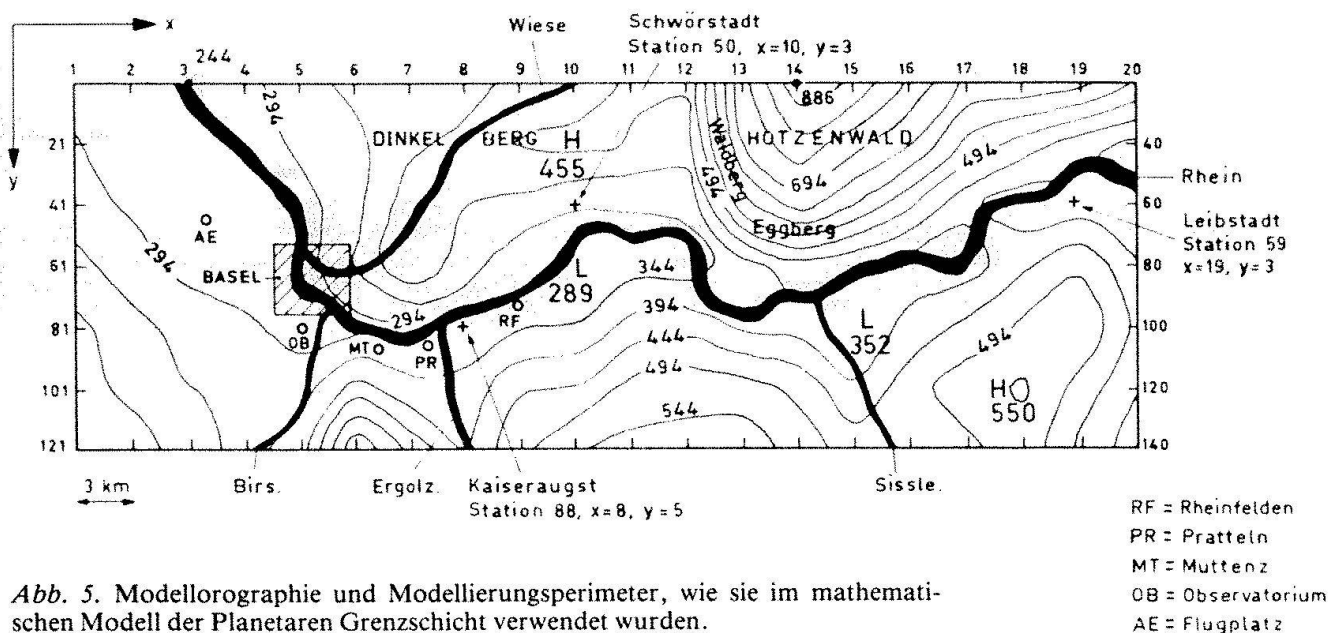 x
y
Wiese
Schwörstadt
Station 50, x=10, y=3
244
1 2 3 4 5 6 7 8 9 10 11 12 13 14 15 16 17 18 19 20
294
886
DINKEL BERG H
455
HOTZENWALD
Waldberg
21
40
494
494
694
Rhein
41
60
AE
Eggberg
Leibstadt
Station 59
x=19, y=3
294
BASEL
61
80
L
289
344
294
394
RF
L
352
494
81
100
OB
MT
PR
444
494
101
120
H
550
544
121
140
3 km
Birs.
Ergolz.
Kaiseraugst
Station 88, x=8, y=5
Sissle.
RF = Rheinfelden
PR = Pratteln
MT = Muttenz
OB = Observatorium
AE = Flugplatz
Abb. 5. Modellorographie und Modellierungsperimeter, wie sie im mathemati-
schen Modell der Planetaren Grenzschicht verwendet wurden.